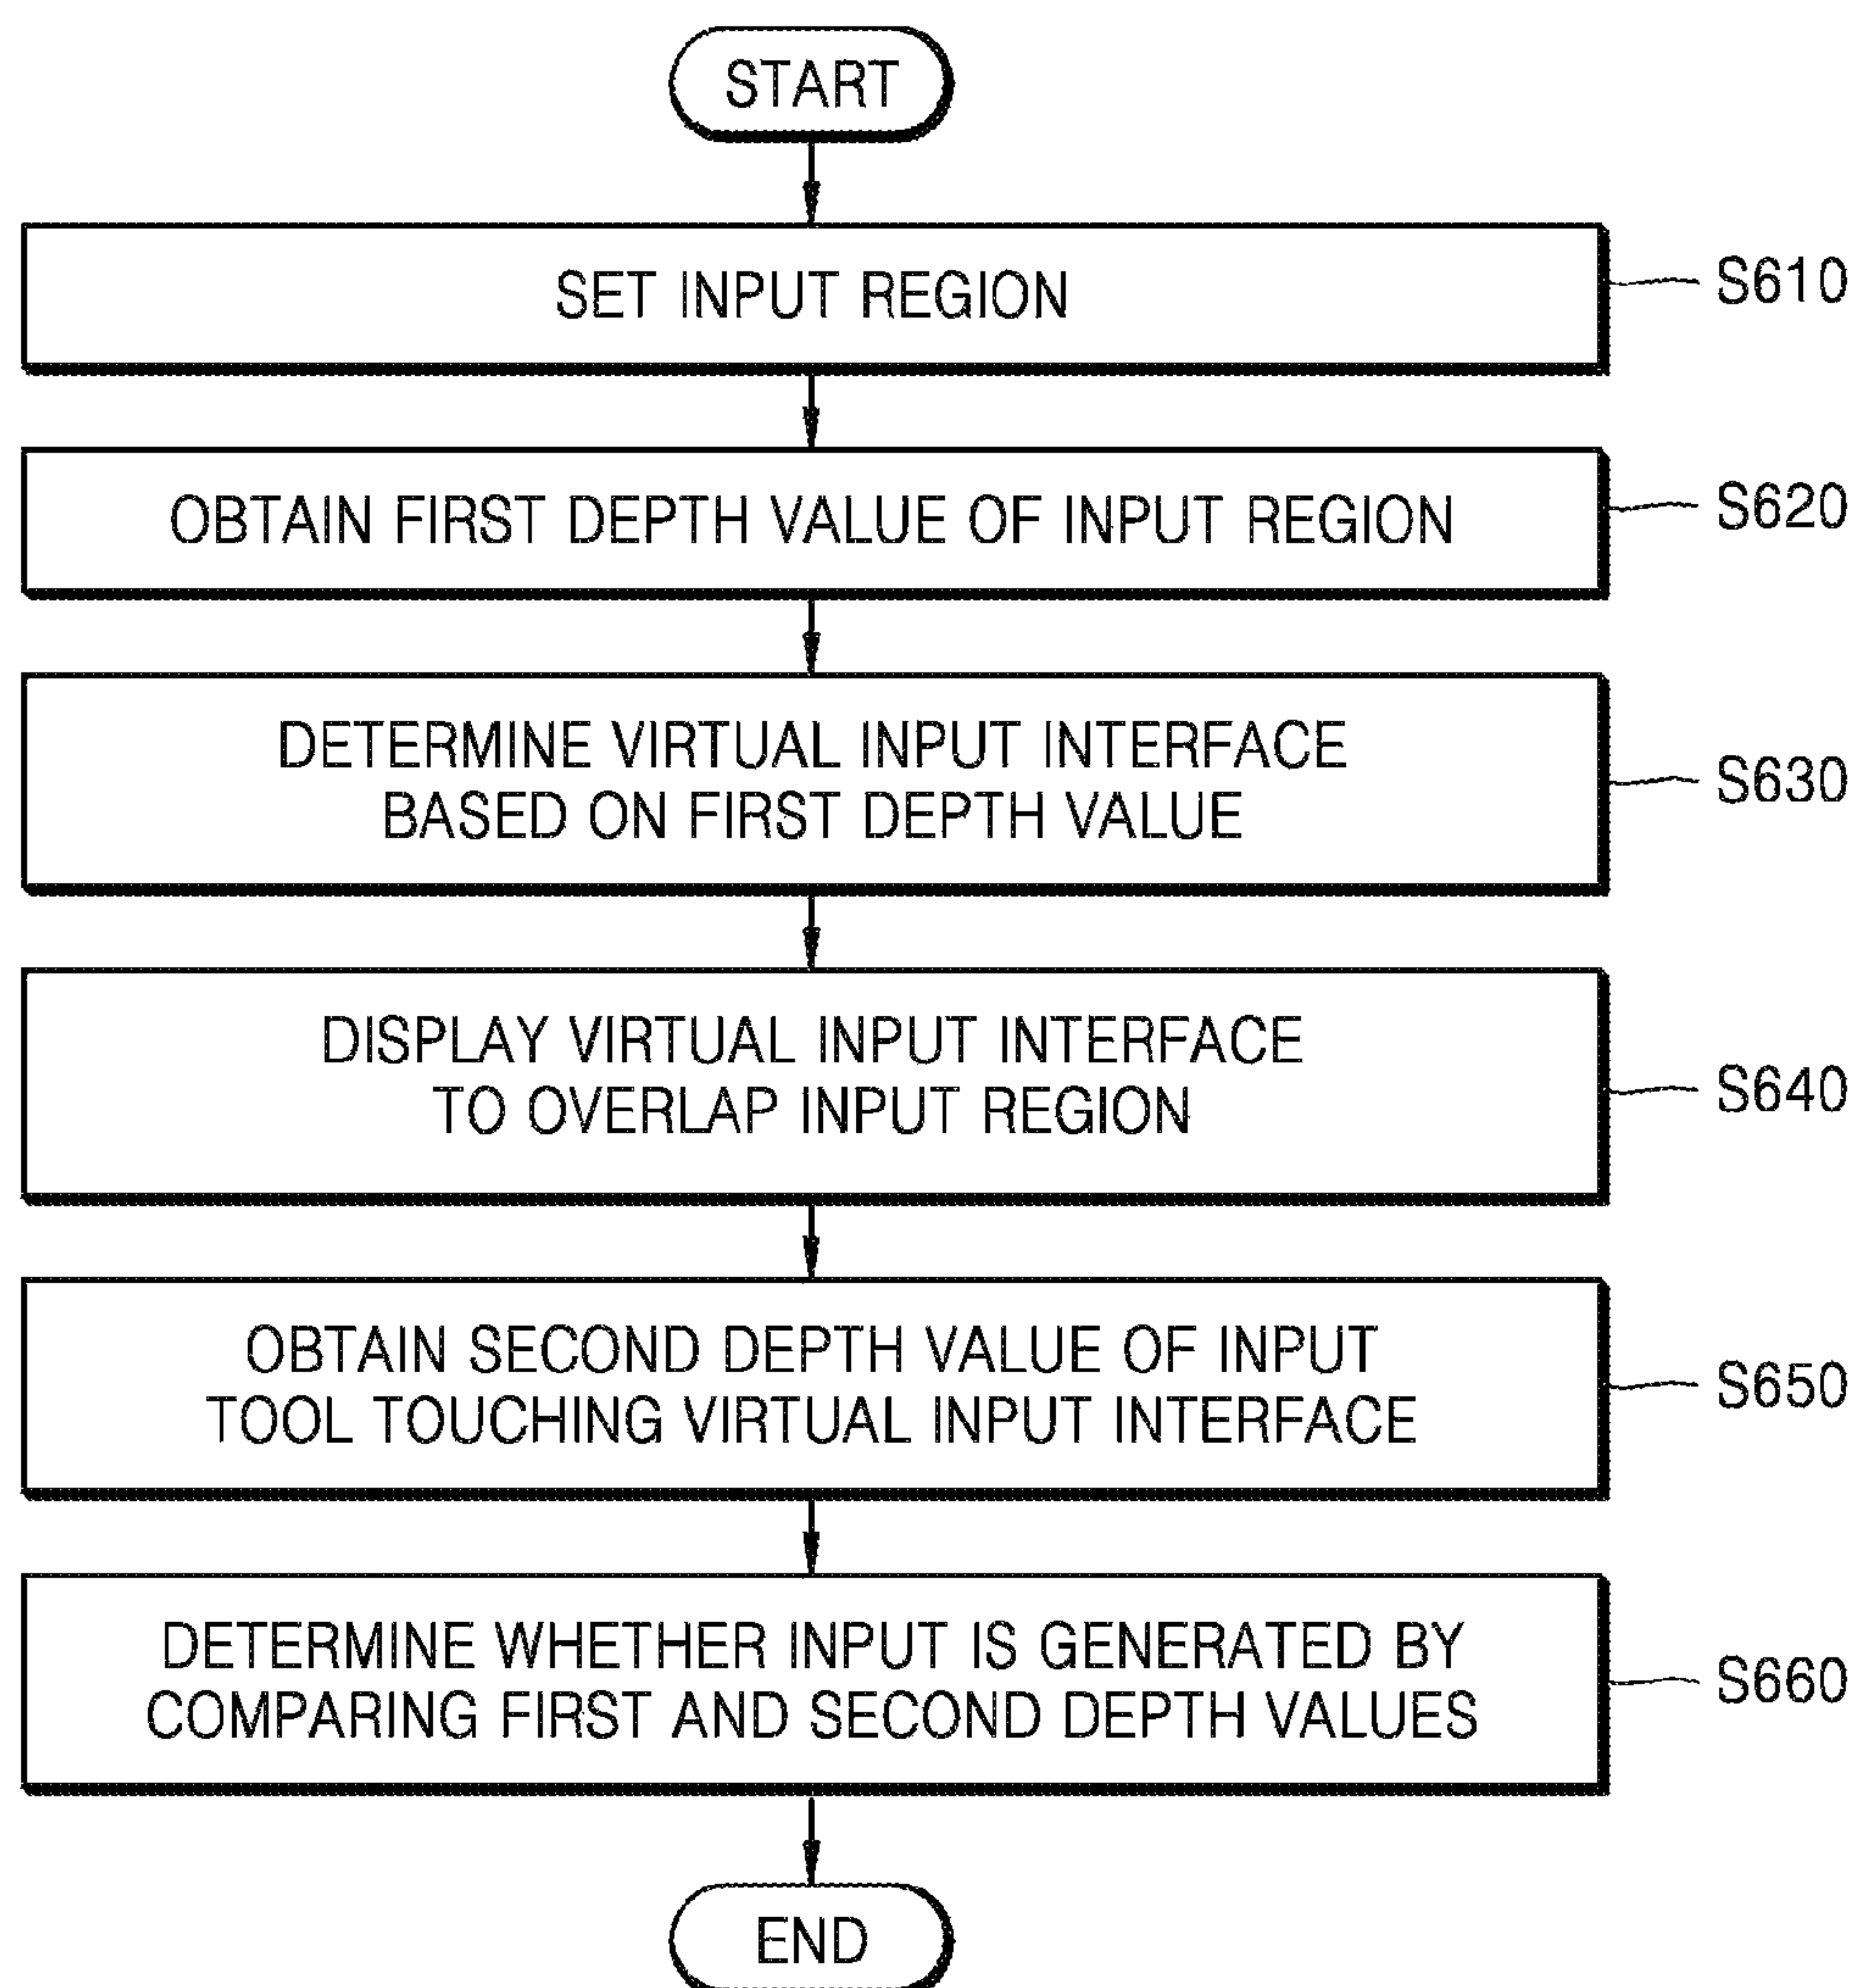 START
SET INPUT REGION
S610
OBTAIN FIRST DEPTH VALUE OF INPUT REGION
S620
DETERMINE VIRTUAL INPUT INTERFACE
BASED ON FIRST DEPTH VALUE
S630
DISPLAY VIRTUAL INPUT INTERFACE
TO OVERLAP INPUT REGION
S640
OBTAIN SECOND DEPTH VALUE OF INPUT
TOOL TOUCHING VIRTUAL INPUT INTERFACE
S650
DETERMINE WHETHER INPUT IS GENERATED BY
COMPARING FIRST AND SECOND DEPTH VALUES
S660
END